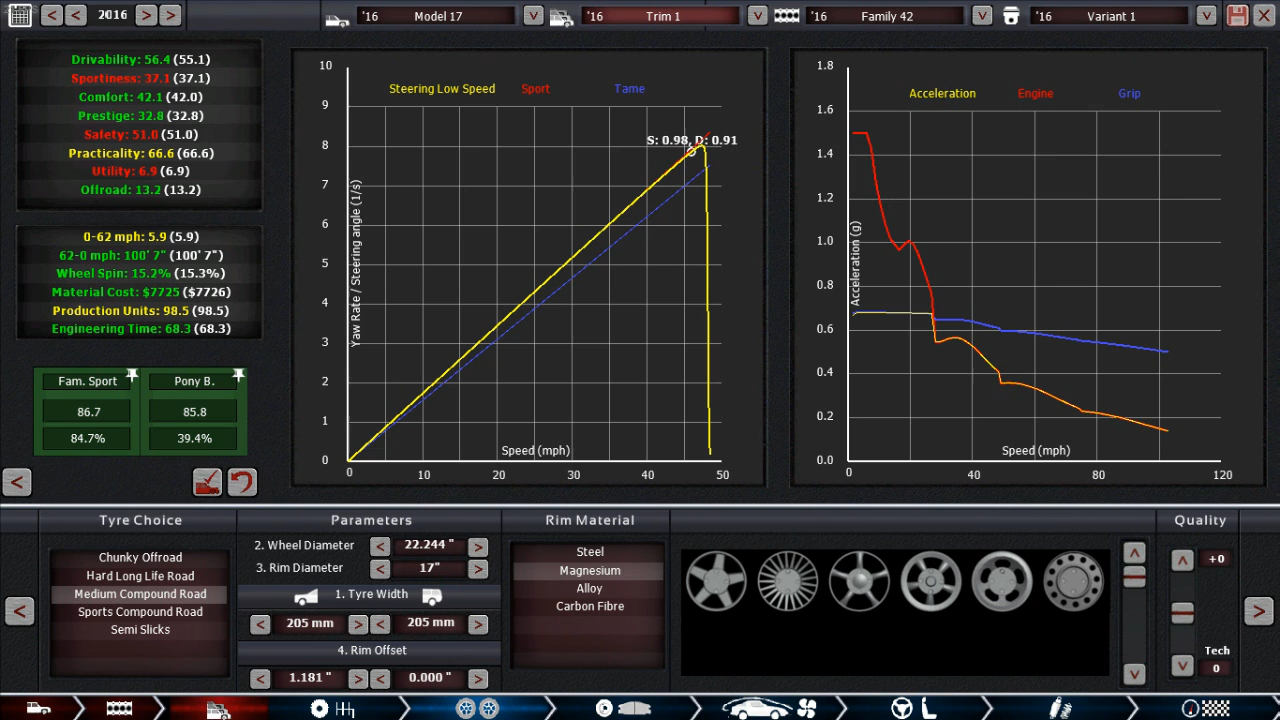 2016
'16 Model 17
'16 Trim 1
'16 Family 42
'16 Variant 1
Drivability: 56.4 (55.1)
Sportiness: 37.1 (37.1)
Comfort: 42.1 (42.0)
Prestige: 32.8 (32.8)
Safety: 51.0 (51.0)
Practicality: 66.6 (66.6)
Utility: 6.9 (6.9)
Offroad: 13.2 (13.2)
0-62 mph: 5.9 (5.9)
62-0 mph: 100' 7" (100' 7")
Wheel Spin: 15.2% (15.3%)
Material Cost: $7725 ($7726)
Production Units: 98.5 (98.5)
Engineering Time: 68.3 (68.3)
Fam. Sport Pony B.
86.7 85.8
84.7% 39.4%
Steering Low Speed Sport Tame
S: 0.98, D: 0.91
10
9
8
7
6
5
4
3
2
1
0
Yaw Rate / Steering angle (1/s)
Speed (mph)
0 10 20 30 40 50
Acceleration Engine Grip
1.8
1.6
1.4
1.2
1.0
0.8
0.6
0.4
0.2
0.0
Acceleration (g)
Speed (mph)
0 40 80 120
Tyre Choice
Chunky Offroad
Hard Long Life Road
Medium Compound Road
Sports Compound Road
Semi Slicks
Parameters
2. Wheel Diameter < 22.244 " >
3. Rim Diameter < 17" >
1. Tyre Width
< 205 mm > < 205 mm >
4. Rim Offset
< 1.181 " > < 0.000 " >
Rim Material
Steel
Magnesium
Alloy
Carbon Fibre
Quality
+0
Tech
0